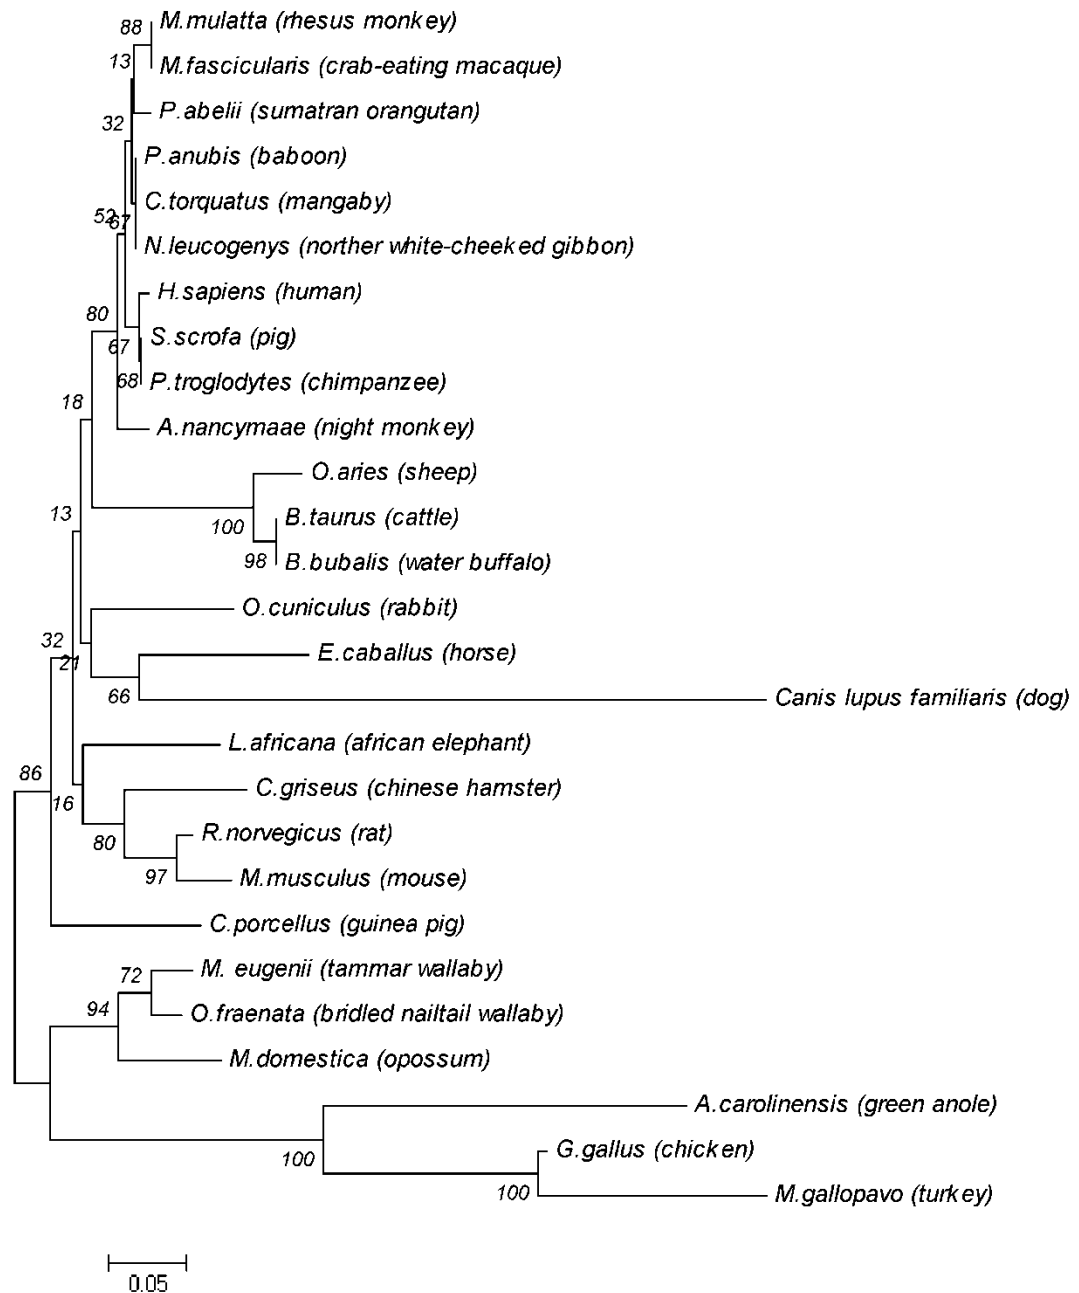 88
M.mulatta (rhesus monkey)
13
M.fascicularis (crab-eating macaque)
P.abelii (sumatran orangutan)
32
P.anubis (baboon)
C.torquatus (mangaby)
52
67
N.leucogenys (norther white-cheeked gibbon)
H.sapiens (human)
80
S.scrofa (pig)
67
68
P.troglodytes (chimpanzee)
18
A.nancymaae (night monkey)
O.aries (sheep)
13
B.taurus (cattle)
100
98
B.bubalis (water buffalo)
O.cuniculus (rabbit)
32
E.caballus (horse)
21
66
Canis lupus familiaris (dog)
L.africana (african elephant)
86
C.griseus (chinese hamster)
16
R.norvegicus (rat)
80
97
M.musculus (mouse)
C.porcellus (guinea pig)
72
M. eugenii (tammar wallaby)
94
O.fraenata (bridled nailtail wallaby)
M.domestica (opossum)
A.carolinensis (green anole)
G.gallus (chicken)
100
100
M.gallopavo (turkey)
0.05